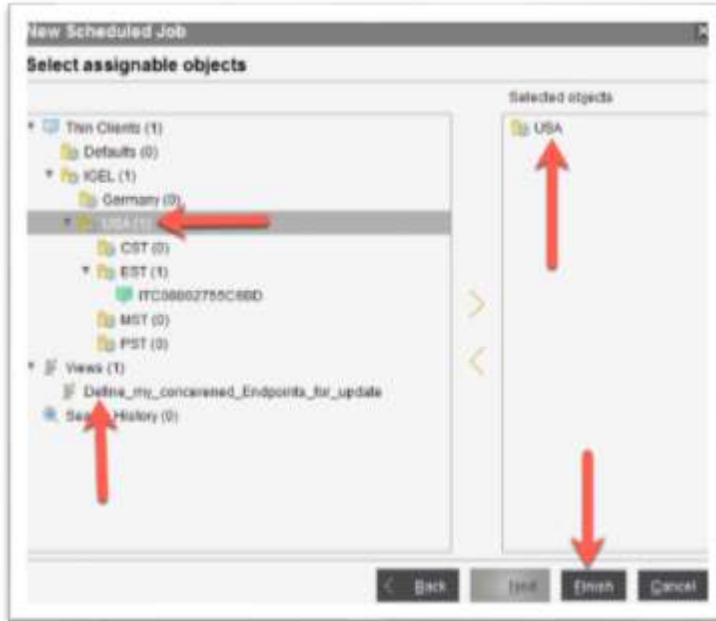 New Scheduled Job
Select assignable objects
Selected objects
Thin Clients (1)
Defaults (0)
IGEL (1)
Germany (0)
USA (1)
CST (0)
EST (1)
MST (0)
PST (0)
Views (1)
Define_my_concerened_Endpoints_for_update
History (0)
USA
Back
Next
Finish
Cancel